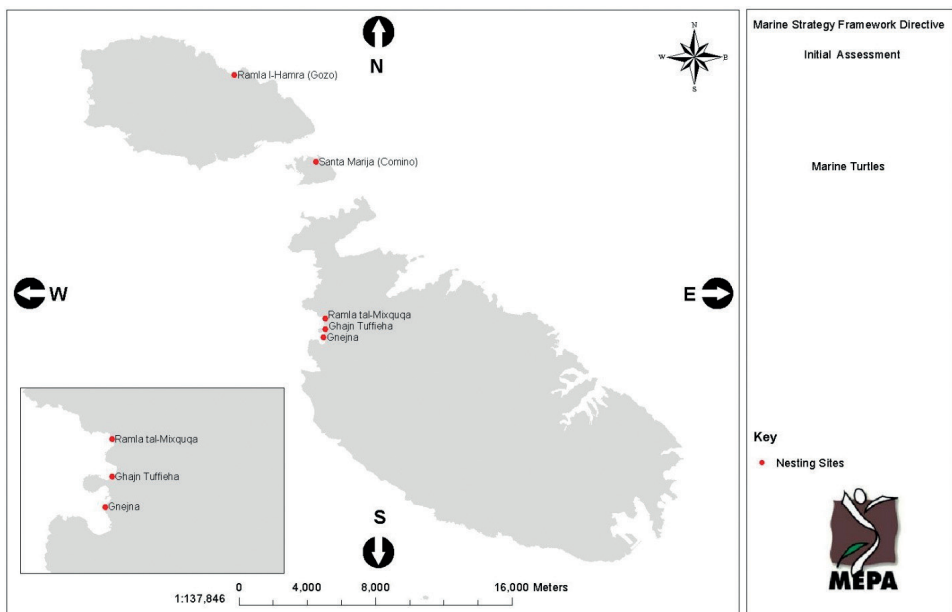 Marine Strategy Framework Directive
Initial Assessment
Marine Turtles
N
N
W
E
S
Ramla l-Hamra (Gozo)
Santa Marija (Comino)
W
E
Ramla tal-Mixquqa
Ghajn Tuffieha
Gnejna
Ramla tal-Mixquqa
Ghajn Tuffieha
Gnejna
S
Key
Nesting Sites
MEPA
0 4,000 8,000 16,000 Meters
1:137,846